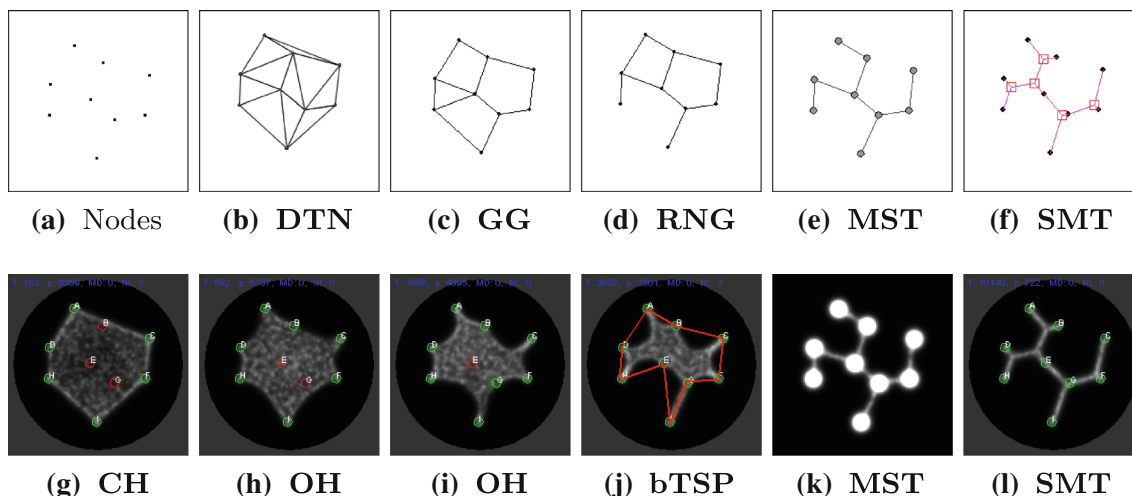 (a) Nodes (b) DTN (c) GG (d) RNG (e) MST (f) SMT
A B C D E F G H I
A B C D E F G H I
A B C D E F G H I
A B C D E F G H I
A B C D E F G H I
(g) CH (h) OH (i) OH (j) bTSP (k) MST (l) SMT